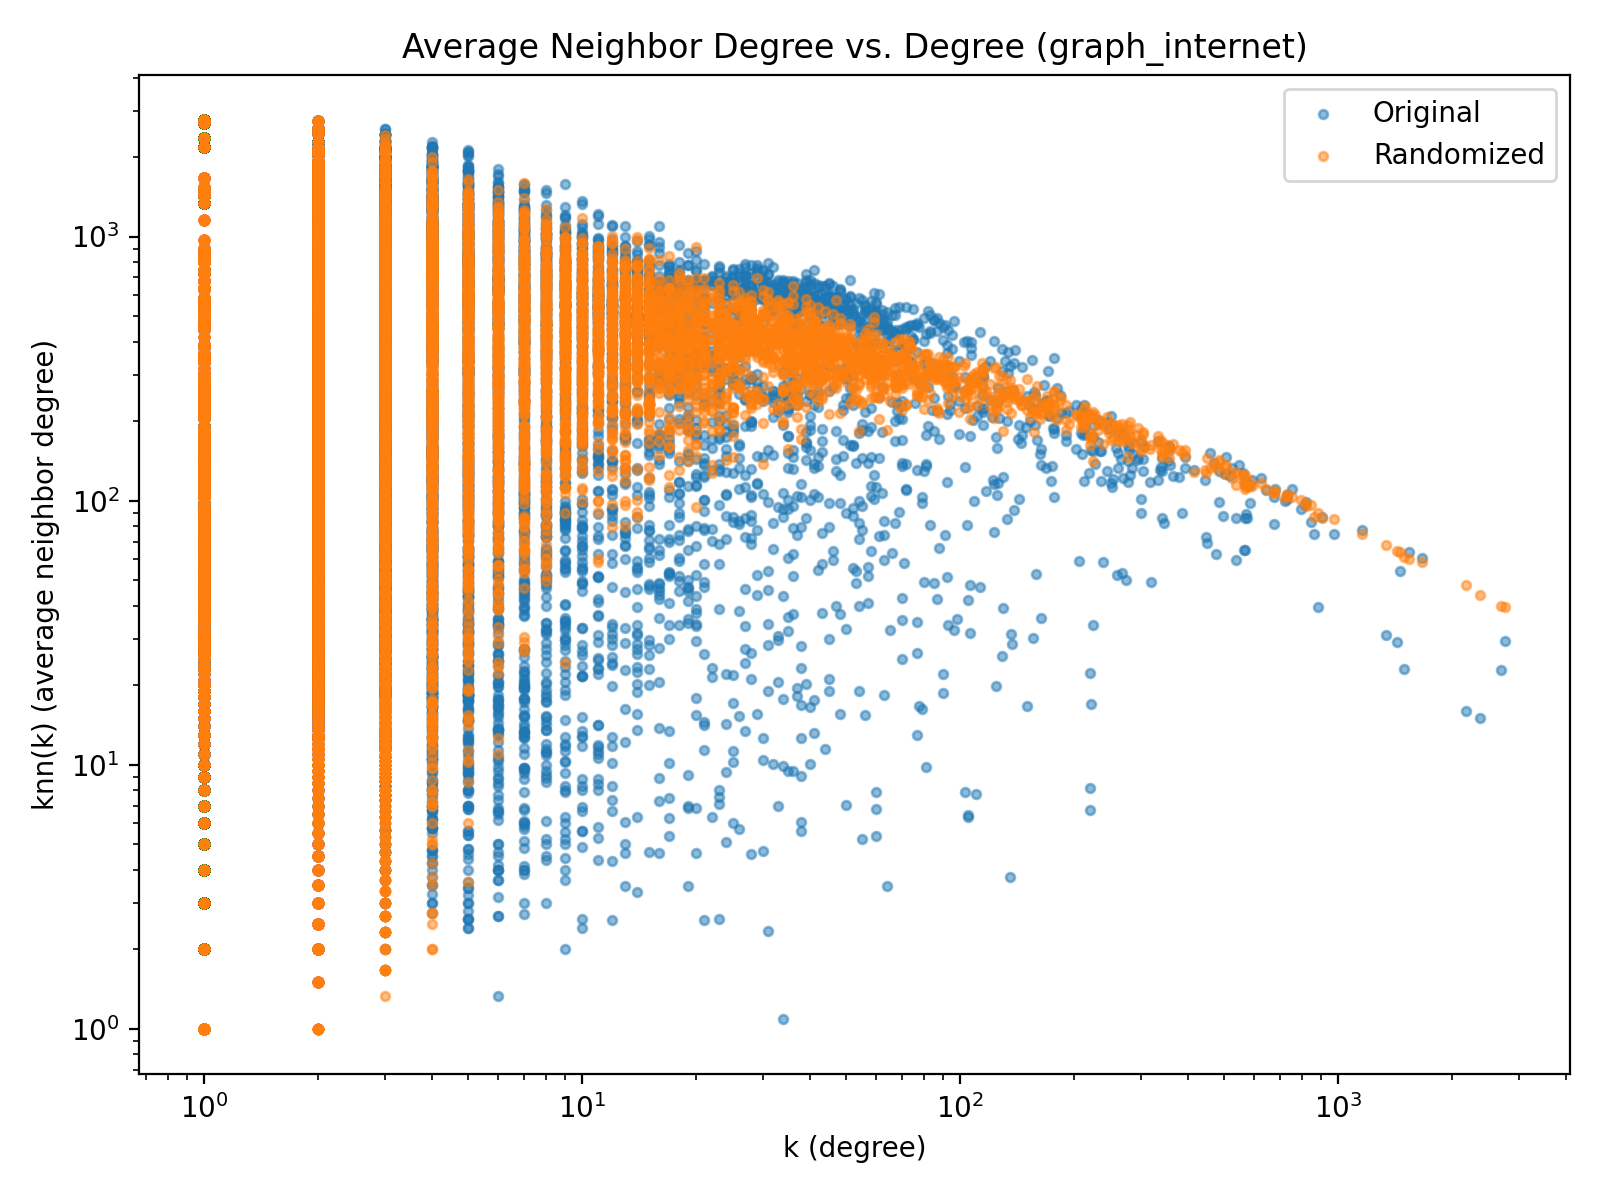 Average Neighbor Degree vs. Degree (graph_internet)
Original
Randomized
knn(k) (average neighbor degree)
10³
10²
10¹
10⁰
10⁰ 10¹ 10² 10³
k (degree)